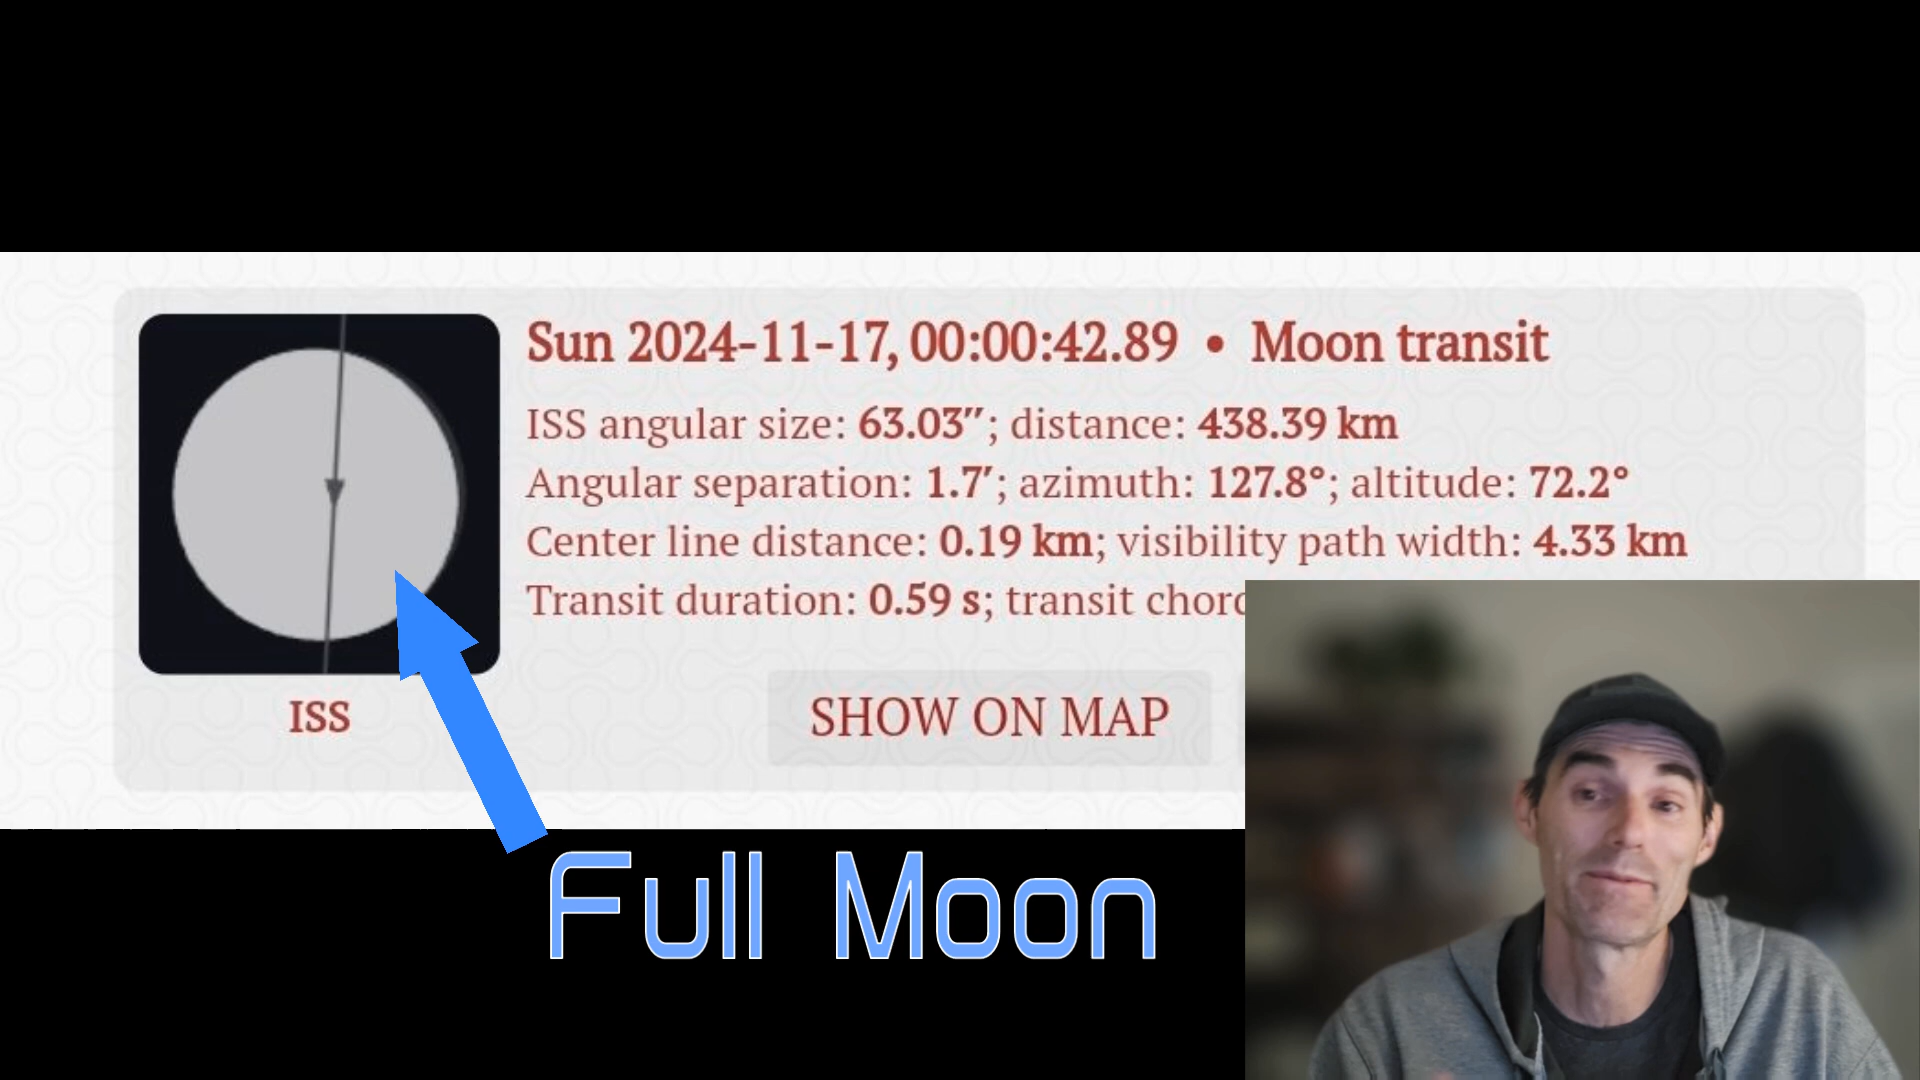 Sun 2024-11-17, 00:00:42.89 • Moon transit
ISS angular size: 63.03″; distance: 438.39 km
Angular separation: 1.7′; azimuth: 127.8°; altitude: 72.2°
Center line distance: 0.19 km; visibility path width: 4.33 km
Transit duration: 0.59 s; transit chord
ISS
SHOW ON MAP
Full Moon